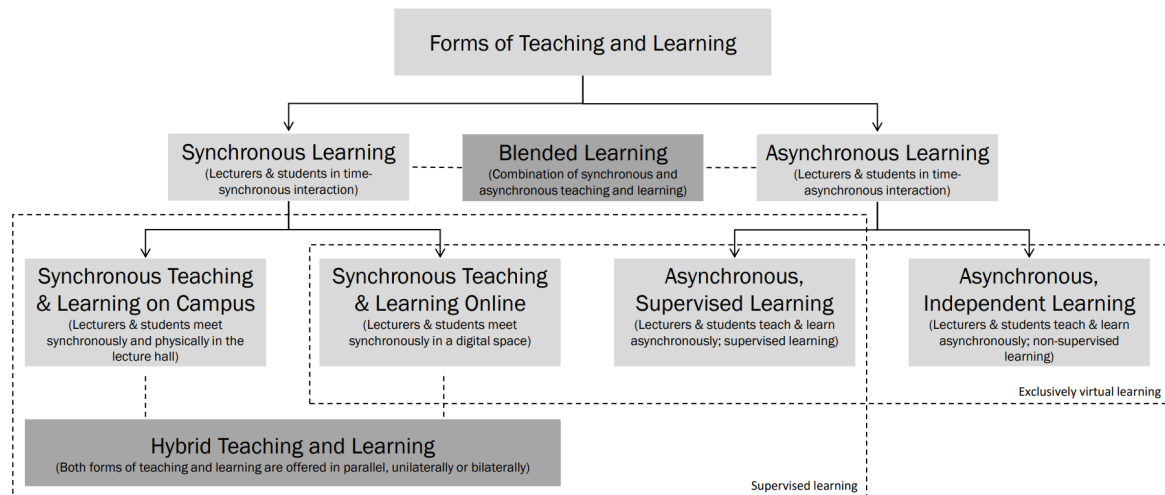 Forms of Teaching and Learning
Synchronous Learning
(Lecturers & students in time-
synchronous interaction)
Blended Learning
(Combination of synchronous and
asynchronous teaching and learning)
Asynchronous Learning
(Lecturers & students in time-
asynchronous interaction)
Synchronous Teaching
& Learning on Campus
(Lecturers & students meet
synchronously and physically in the
lecture hall)
Synchronous Teaching
& Learning Online
(Lecturers & students meet
synchronously in a digital space)
Asynchronous,
Supervised Learning
(Lecturers & students teach & learn
asynchronously; supervised learning)
Asynchronous,
Independent Learning
(Lecturers & students teach & learn
asynchronously; non-supervised
learning)
Exclusively virtual learning
Hybrid Teaching and Learning
(Both forms of teaching and learning are offered in parallel, unilaterally or bilaterally)
Supervised learning